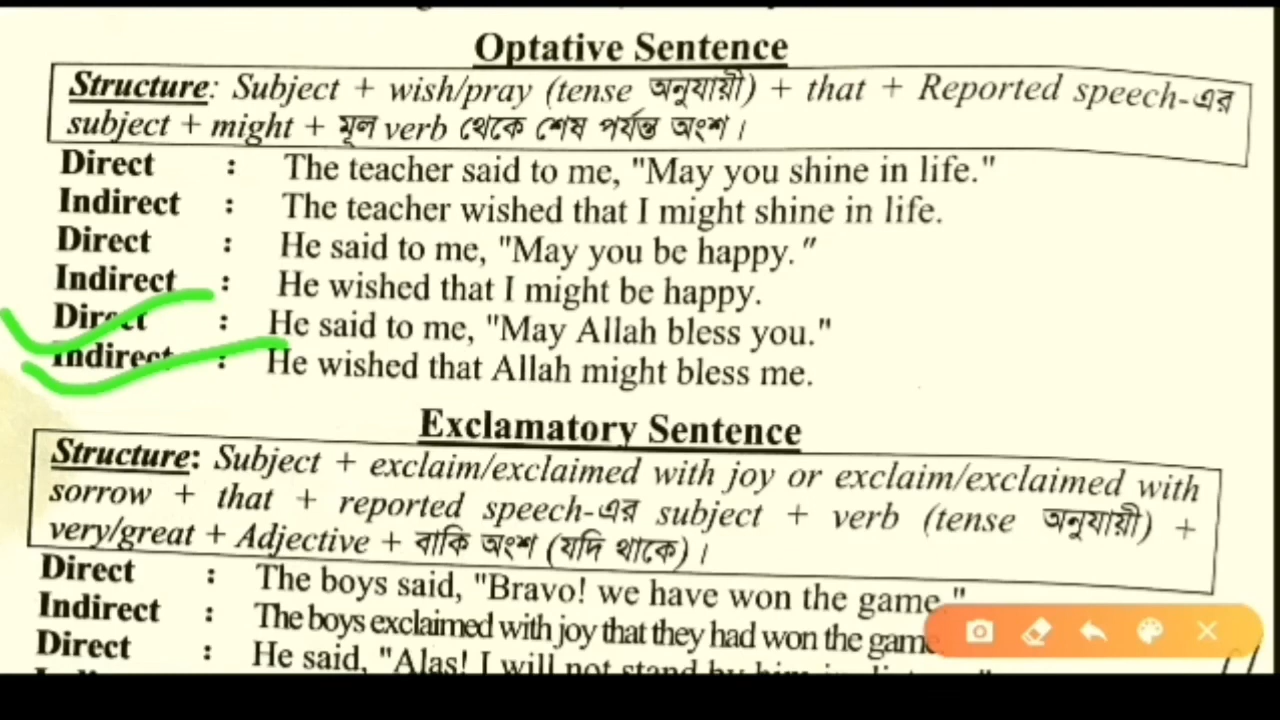 Optative Sentence
Structure: Subject + wish/pray (tense অনুযায়ী) + that + Reported speech-এর
subject + might + মূল verb থেকে শেষ পর্যন্ত অংশ।
Direct : The teacher said to me, "May you shine in life."
Indirect : The teacher wished that I might shine in life.
Direct : He said to me, "May you be happy."
Indirect : He wished that I might be happy.
Direct : He said to me, "May Allah bless you."
Indirect : He wished that Allah might bless me.
Exclamatory Sentence
Structure: Subject + exclaim/exclaimed with joy or exclaim/exclaimed with
sorrow + that + reported speech-এর subject + verb (tense অনুযায়ী) +
very/great + Adjective + বাকি অংশ (যদি থাকে)।
Direct : The boys said, "Bravo! we have won the game."
Indirect : The boys exclaimed with joy that they had won the game
Direct : He said, "Alas! I will not stand by him in